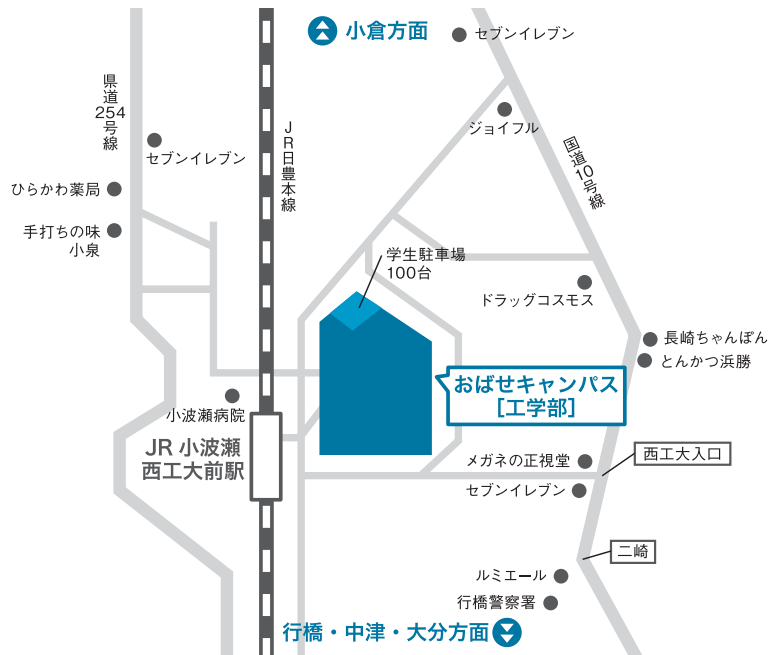 小倉方面
セブンイレブン
県道254号線
ジョイフル
JR日豊本線
国道10号線
セブンイレブン
ひらかわ薬局
手打ちの味
小泉
学生駐車場
100台
ドラッグコスモス
長崎ちゃんぽん
とんかつ浜勝
おばせキャンパス
[工学部]
小波瀬病院
JR 小波瀬
西工大前駅
メガネの正視堂
西工大入口
セブンイレブン
二崎
ルミエール
行橋警察署
行橋・中津・大分方面